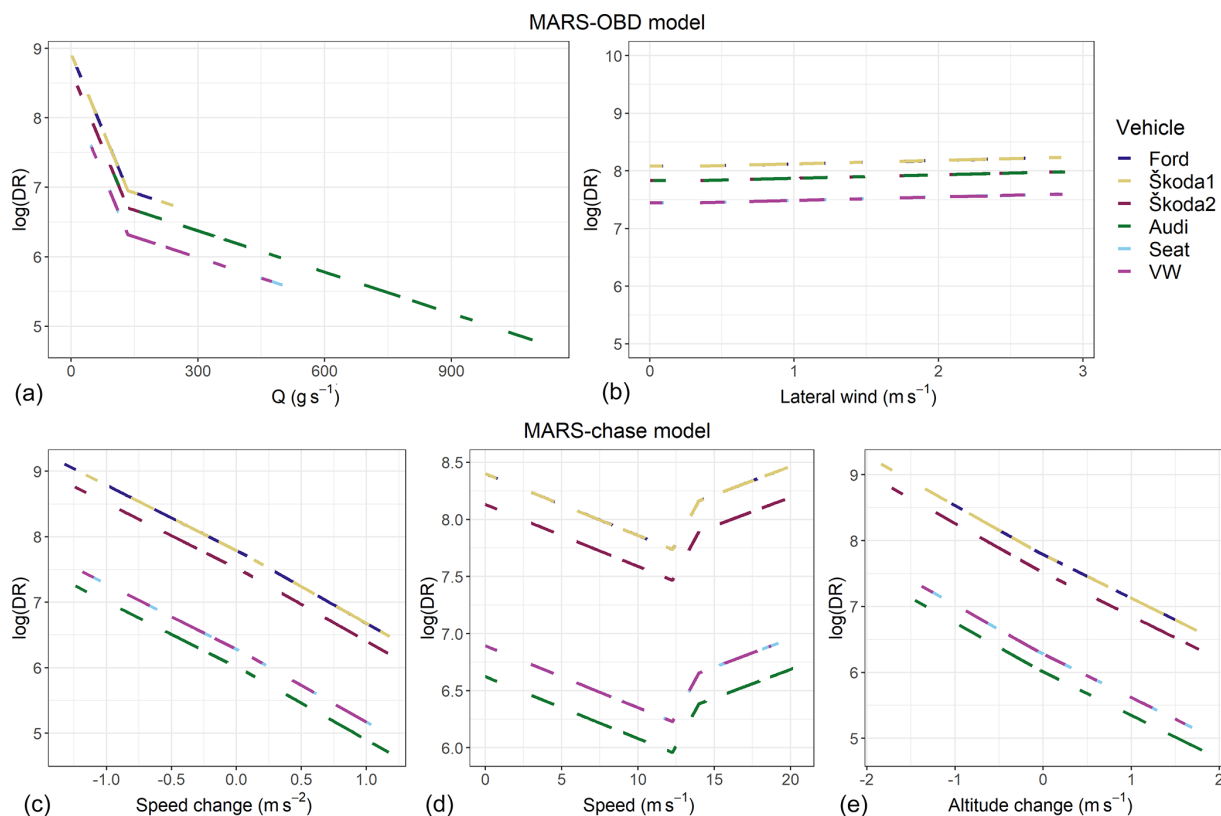 MARS-OBD model
9
8
7
6
5
log(DR)
0
300
600
900
(a)
Q (g s⁻¹)
10
9
8
7
6
5
log(DR)
0
1
2
3
(b)
Lateral wind (m s⁻¹)
Vehicle
Ford
Škoda1
Škoda2
Audi
Seat
VW
MARS-chase model
9
8
7
6
5
log(DR)
-1.0
-0.5
0.0
0.5
1.0
(c)
Speed change (m s⁻²)
8.5
8.0
7.5
7.0
6.5
6.0
log(DR)
0
5
10
15
20
(d)
Speed (m s⁻¹)
9
8
7
6
5
log(DR)
-2
-1
0
1
2
(e)
Altitude change (m s⁻¹)